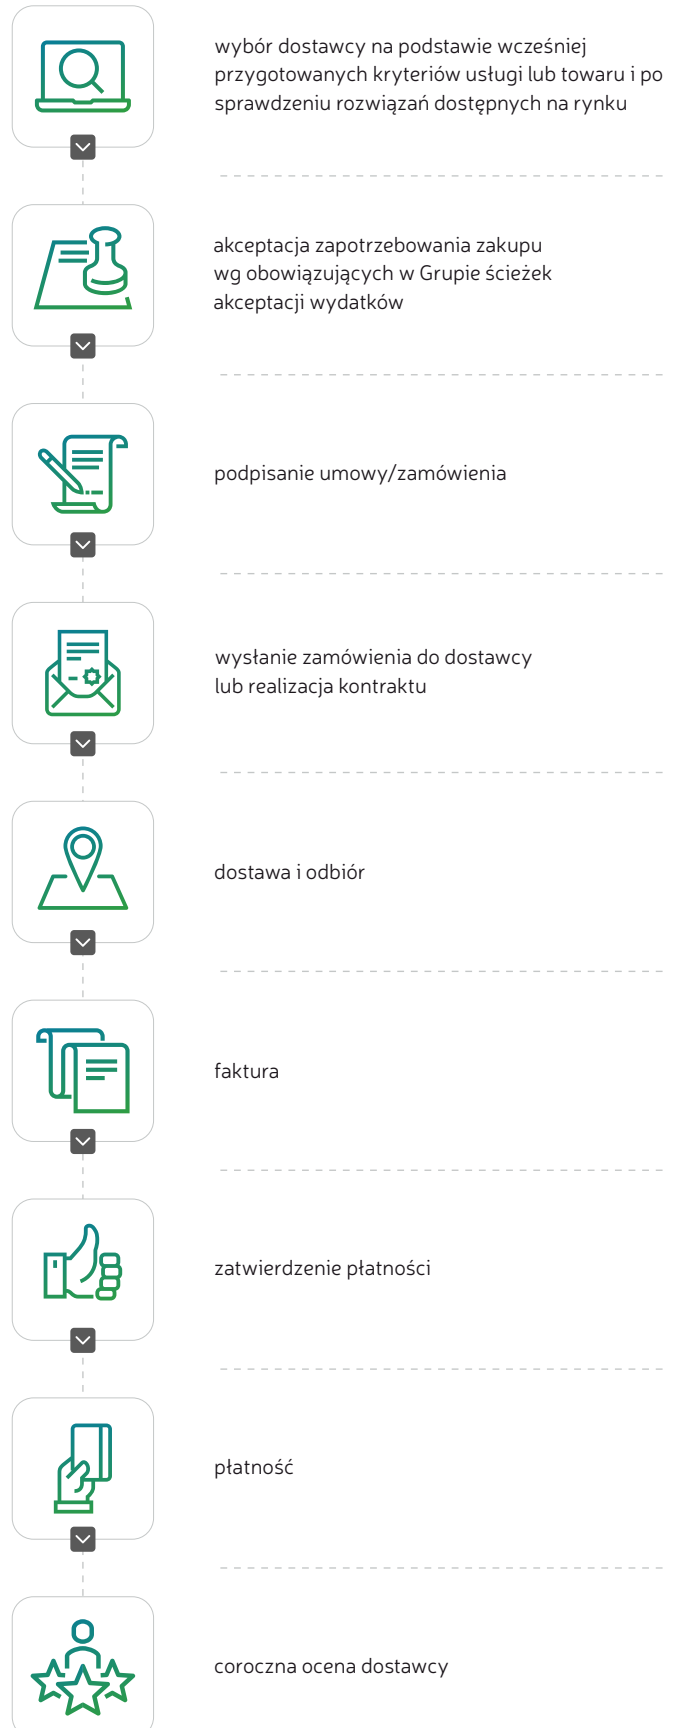 wybór dostawcy na podstawie wcześniej
przygotowanych kryteriów usługi lub towaru i po
sprawdzeniu rozwiązań dostępnych na rynku
akceptacja zapotrzebowania zakupu
wg obowiązujących w Grupie ścieżek
akceptacji wydatków
podpisanie umowy/zamówienia
wysłanie zamówienia do dostawcy
lub realizacja kontraktu
dostawa i odbiór
faktura
zatwierdzenie płatności
płatność
coroczna ocena dostawcy